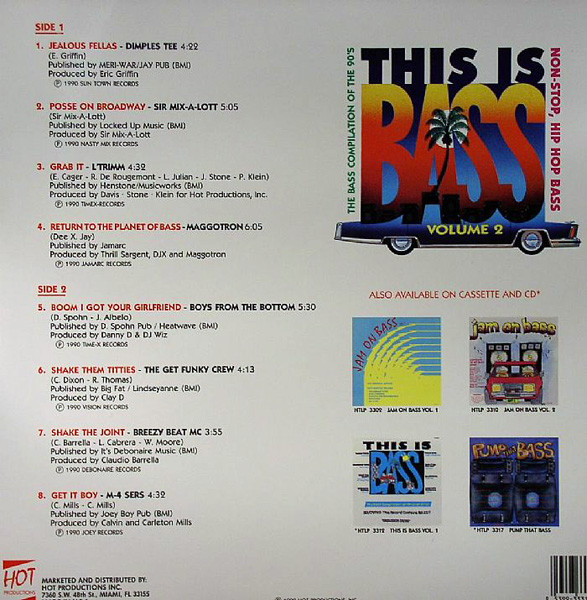 SIDE 1
1. JEALOUS FELLAS - DIMPLES TEE 4:22
(E. Griffin)
Published by MERI-WAR/JAY PUB (BMI)
Produced by Eric Griffin
Ⓟ 1990 SUN TOWN RECORDS
2. POSSE ON BROADWAY - SIR MIX-A-LOTT 5:05
(Sir Mix-A-Lott)
Published by Locked Up Music (BMI)
Produced by Sir Mix-A-Lott
Ⓟ 1990 NASTY MIX RECORDS
3. GRAB IT - L'TRIMM 4:32
(E. Cager - R. De Rougemont - L. Julian - J. Stone - P. Klein)
Published by Henstone/Musicworks (BMI)
Produced by Davis - Stone - Klein for Hot Productions, Inc.
Ⓟ 1990 TIMEX-RECORDS
4. RETURN TO THE PLANET OF BASS - MAGGOTRON 6:05
(Dee X. Jay)
Published by Jamarc
Produced by Thrill Sargent, DJX and Maggotron
Ⓟ 1990 JAMARC RECORDS
SIDE 2
5. BOOM I GOT YOUR GIRLFRIEND - BOYS FROM THE BOTTOM 5:30
(D. Spohn - J. Albelo)
Published by D. Spohn Pub / Heatwave (BMI)
Produced by Danny D & DJ Wiz
Ⓟ 1990 TIME-X RECORDS
6. SHAKE THEM TITTIES - THE GET FUNKY CREW 4:13
(C. Dixon - R. Thomas)
Published by Big Fat / Lindseyanne (BMI)
Produced by Clay D
Ⓟ 1990 VISION RECORDS
7. SHAKE THE JOINT - BREEZY BEAT MC 3:55
(C. Barrella - L. Cabrera - W. Moore)
Published by It's Debonaire Music (BMI)
Produced by Claudio Barrella
Ⓟ 1990 DEBONAIRE RECORDS
8. GET IT BOY - M-4 SERS 4:32
(C. Mills - C. Mills)
Published by Joey Boy Pub (BMI)
Produced by Calvin and Carleton Mills
Ⓟ 1990 JOEY RECORDS
HOT
PRODUCTIONS
MARKETED AND DISTRIBUTED BY:
HOT PRODUCTIONS INC.
7360 S.W. 48th St., MIAMI, FL 33155
THE BASS COMPILATION OF THE 90'S
THIS IS
BASS
VOLUME 2
NON-STOP, HIP HOP BASS
ALSO AVAILABLE ON CASSETTE AND CD*
JAM ON BASS
HTLP 3302 JAM ON BASS VOL. 1
jam on bass
HTLP 3310 JAM ON BASS VOL. 2
THIS IS
BASS
*HTLP 3312 THIS IS BASS VOL. 1
PUMP THAT BASS
*HTLP 3317 PUMP THAT BASS